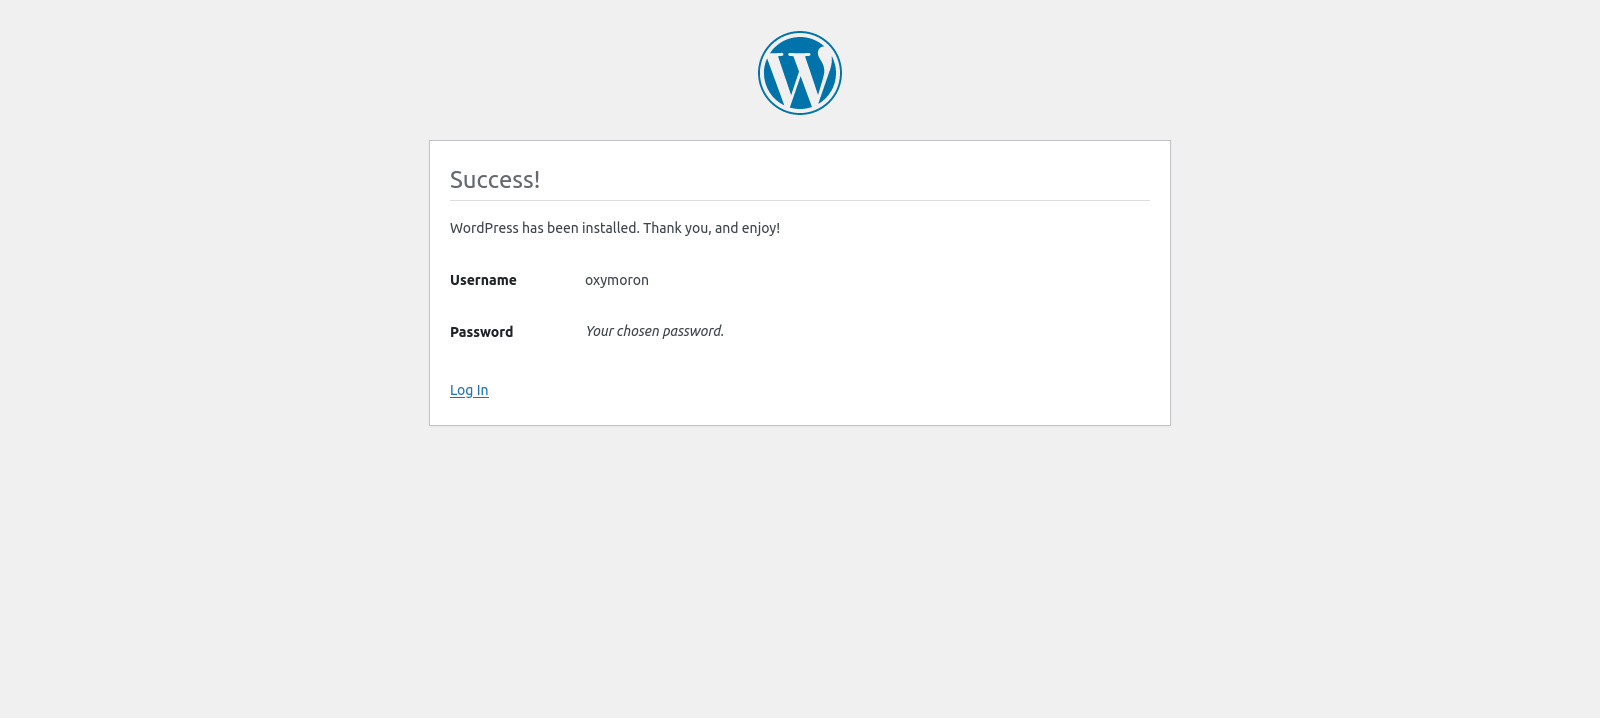 Success!
WordPress has been installed. Thank you, and enjoy!
Username oxymoron
Password Your chosen password.
Log In